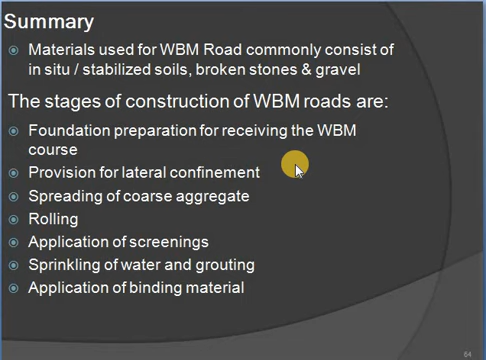 Summary
Materials used for WBM Road commonly consist of
in situ / stabilized soils, broken stones & gravel
The stages of construction of WBM roads are:
Foundation preparation for receiving the WBM
course
Provision for lateral confinement
Spreading of coarse aggregate
Rolling
Application of screenings
Sprinkling of water and grouting
Application of binding material
64